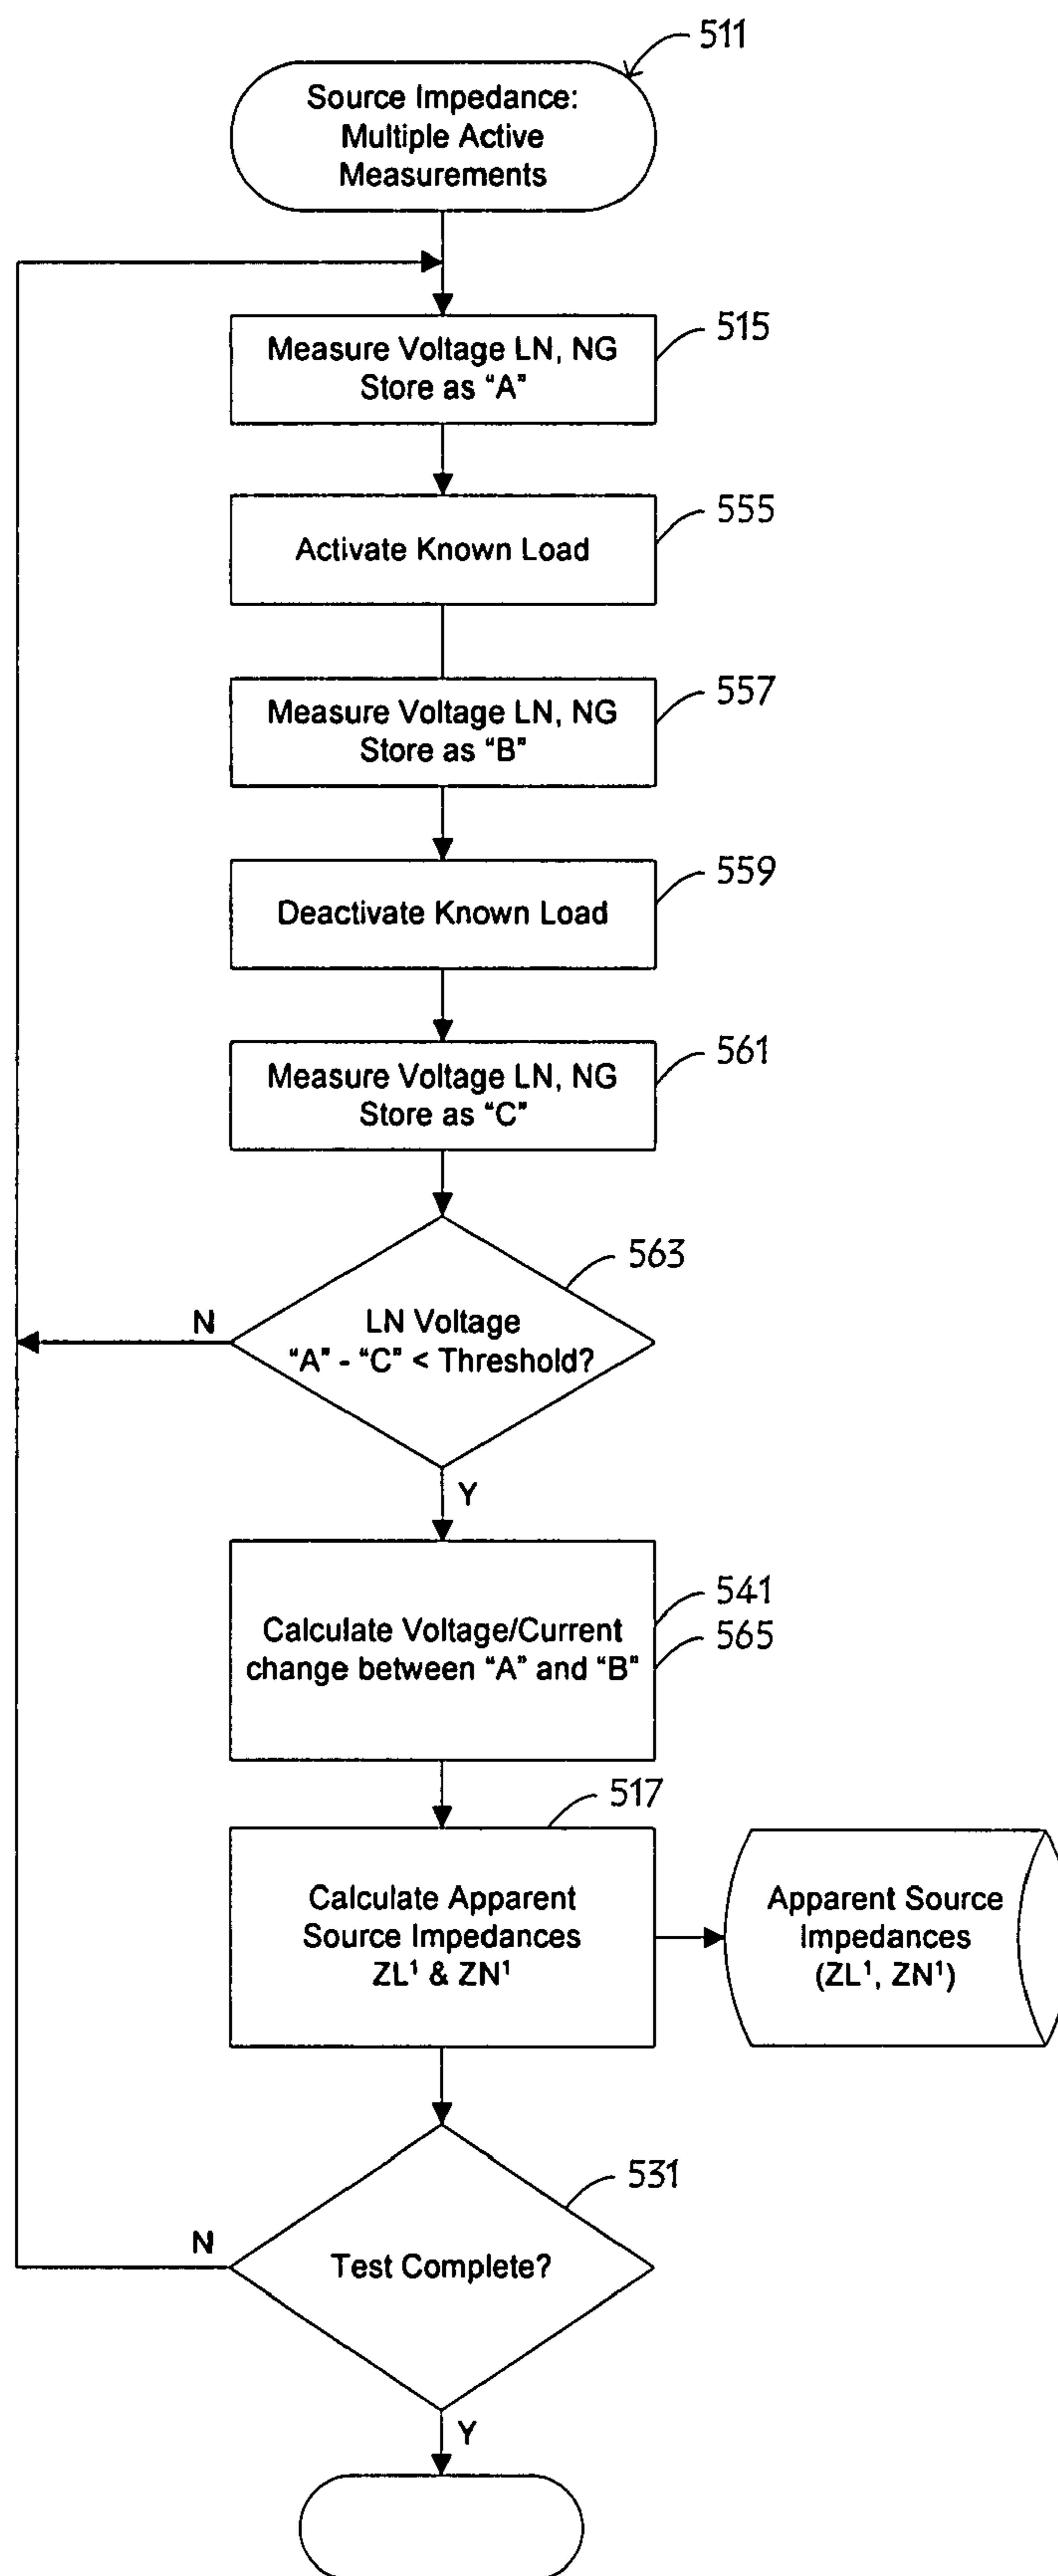 511
Source Impedance:
Multiple Active
Measurements
515
Measure Voltage LN, NG
Store as "A"
555
Activate Known Load
557
Measure Voltage LN, NG
Store as "B"
559
Deactivate Known Load
561
Measure Voltage LN, NG
Store as "C"
563
LN Voltage
"A" - "C" < Threshold?
N
Y
541
565
Calculate Voltage/Current
change between "A" and "B"
517
Calculate Apparent
Source Impedances
ZL¹ & ZN¹
Apparent Source
Impedances
(ZL¹, ZN¹)
531
Test Complete?
N
Y